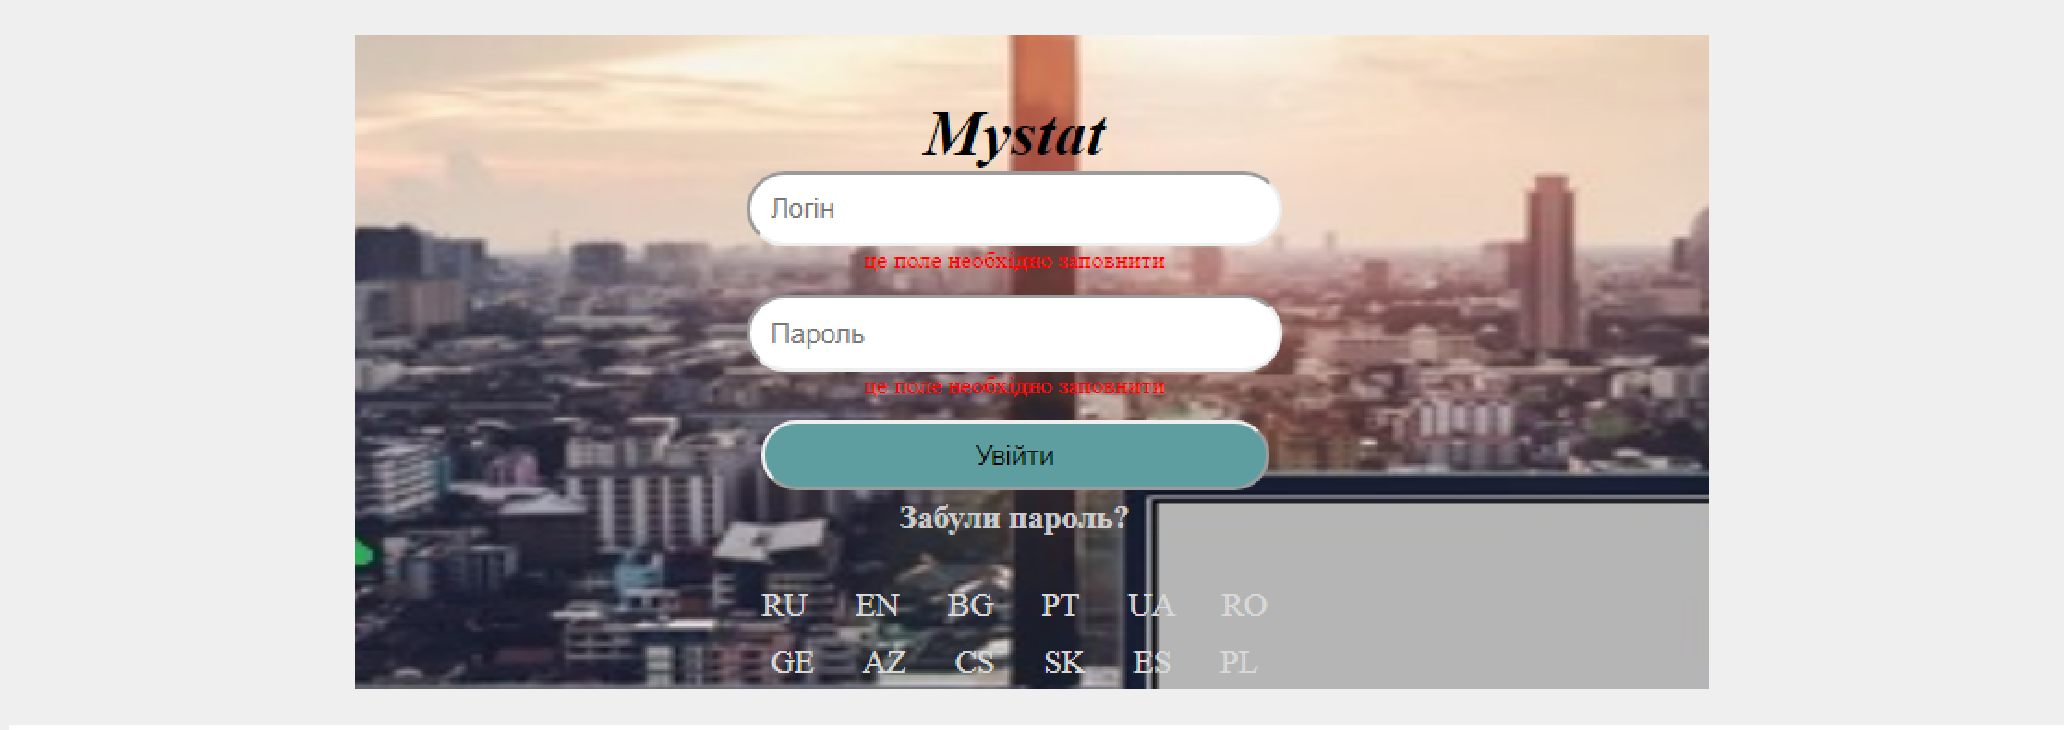 Mystat
Логін
це поле необхідно заповнити
Пароль
це поле необхідно заповнити
Увійти
Забули пароль?
RU EN BG PT UA RO
GE AZ CS SK ES PL